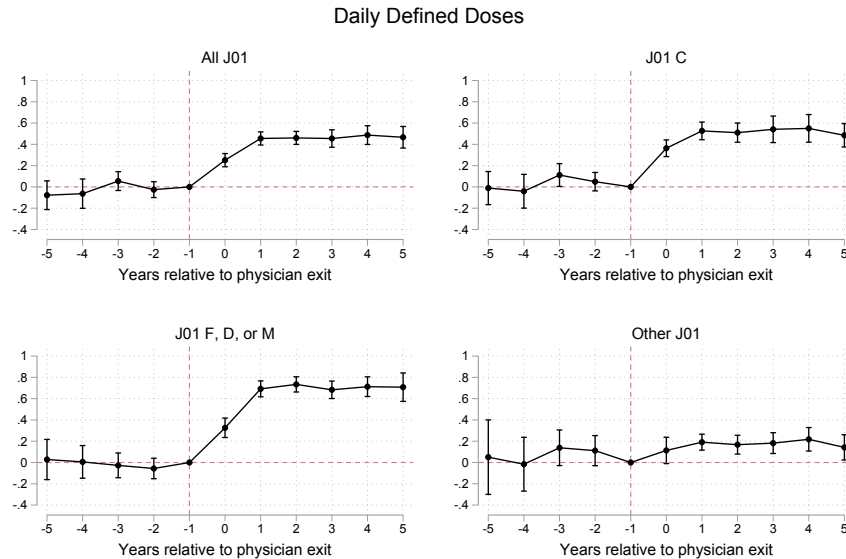 Daily Defined Doses
All J01
1
.8
.6
.4
.2
0
-.2
-.4
-5 -4 -3 -2 -1 0 1 2 3 4 5
Years relative to physician exit
J01 C
1
.8
.6
.4
.2
0
-.2
-.4
-5 -4 -3 -2 -1 0 1 2 3 4 5
Years relative to physician exit
J01 F, D, or M
1
.8
.6
.4
.2
0
-.2
-.4
-5 -4 -3 -2 -1 0 1 2 3 4 5
Years relative to physician exit
Other J01
1
.8
.6
.4
.2
0
-.2
-.4
-5 -4 -3 -2 -1 0 1 2 3 4 5
Years relative to physician exit